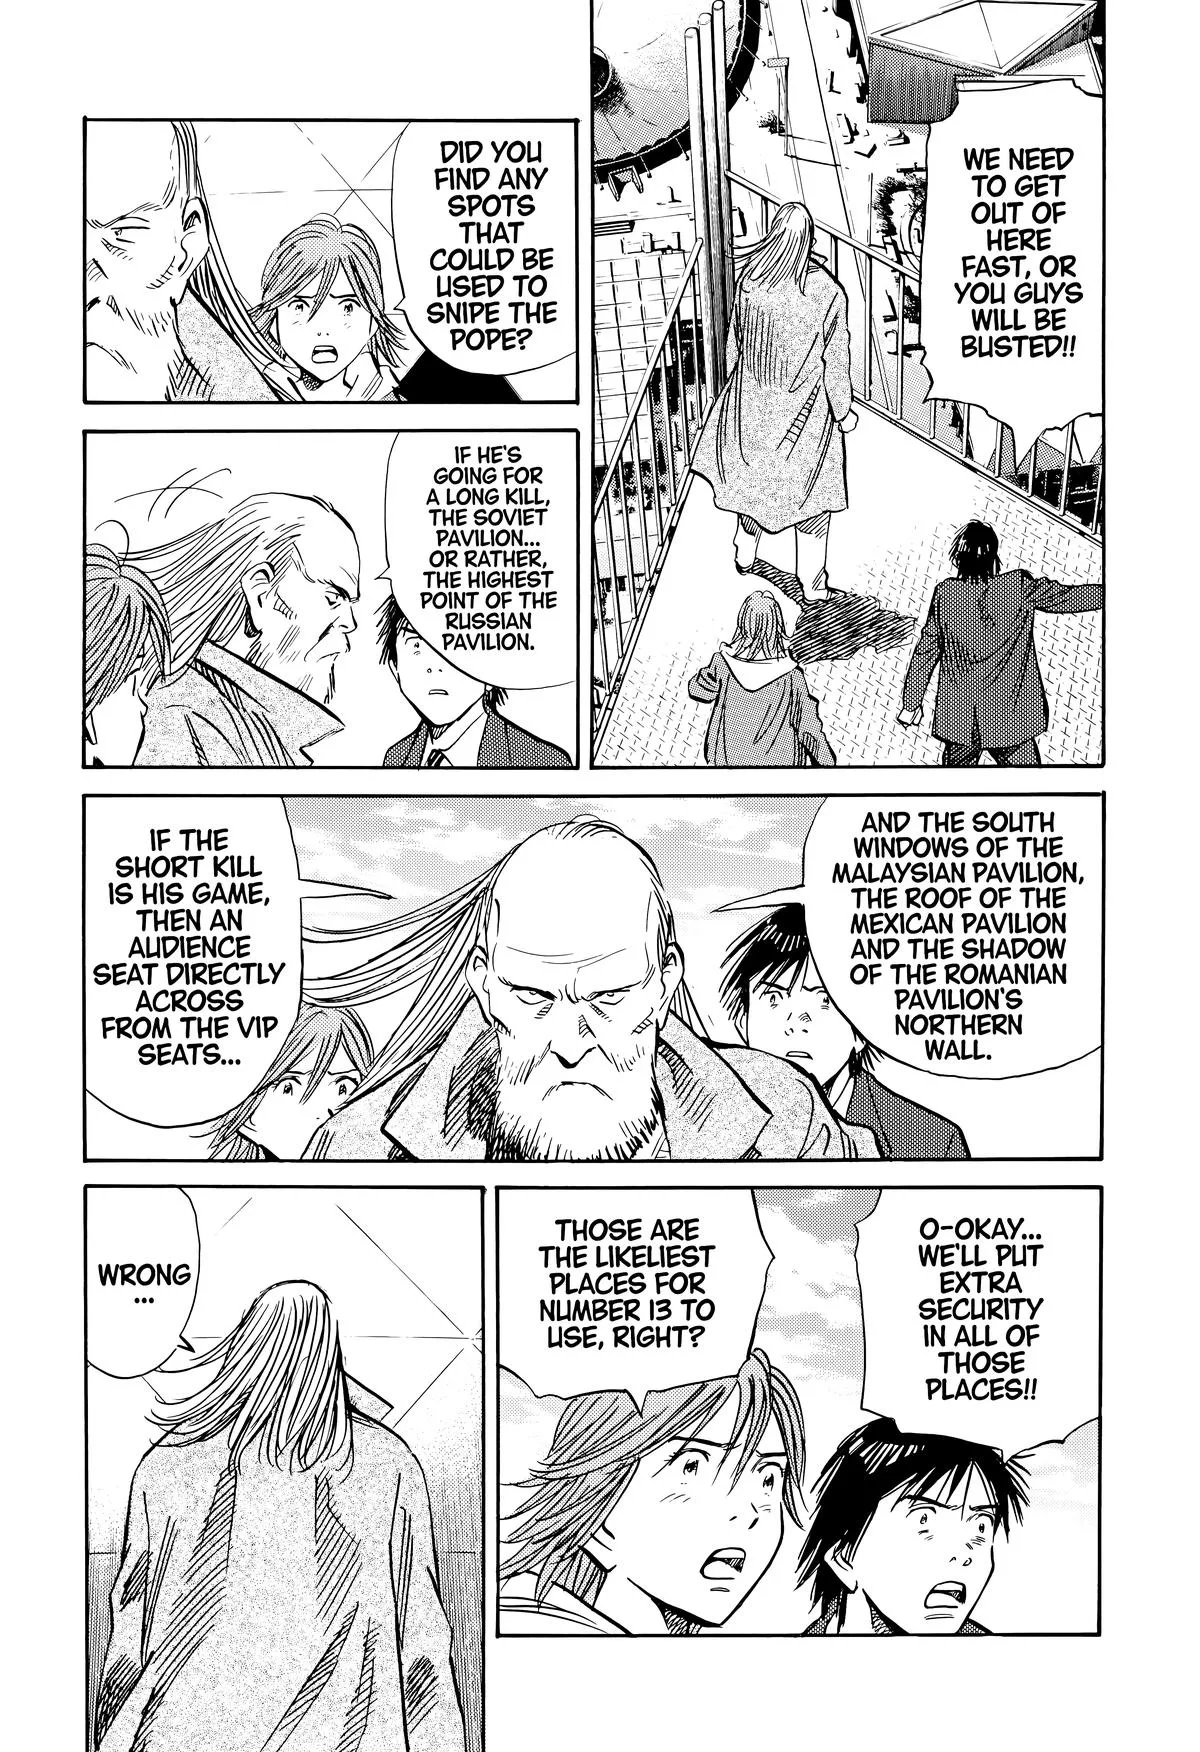 WE NEED
TO GET
OUT OF
HERE
FAST, OR
YOU GUYS
WILL BE
BUSTED!!
DID YOU
FIND ANY
SPOTS
THAT
COULD BE
USED TO
SNIPE THE
POPE?
IF HE'S
GOING FOR
A LONG KILL,
THE SOVIET
PAVILION...
OR RATHER,
THE HIGHEST
POINT OF THE
RUSSIAN
PAVILION.
AND THE SOUTH
WINDOWS OF THE
MALAYSIAN PAVILION,
THE ROOF OF THE
MEXICAN PAVILION
AND THE SHADOW
OF THE ROMANIAN
PAVILION'S
NORTHERN
WALL.
IF THE
SHORT KILL
IS HIS GAME,
THEN AN
AUDIENCE
SEAT DIRECTLY
ACROSS
FROM THE VIP
SEATS...
O-OKAY...
WE'LL PUT
EXTRA
SECURITY
IN ALL OF
THOSE
PLACES!!
THOSE ARE
THE LIKELIEST
PLACES FOR
NUMBER 13 TO
USE, RIGHT?
WRONG
...